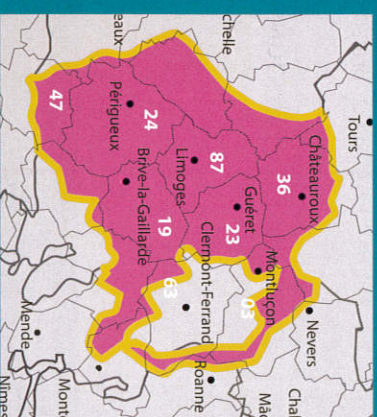 Tours
chelle
Châteauroux
36
Nevers
Montluçon
03
Guéret
23
87
Limoges
Clermont-Ferrand
63
Roanne
eaux
24
Périgueux
Brive-la-Gaillarde
19
47
Mende
Cha
Mâ
Mont
Nîmes